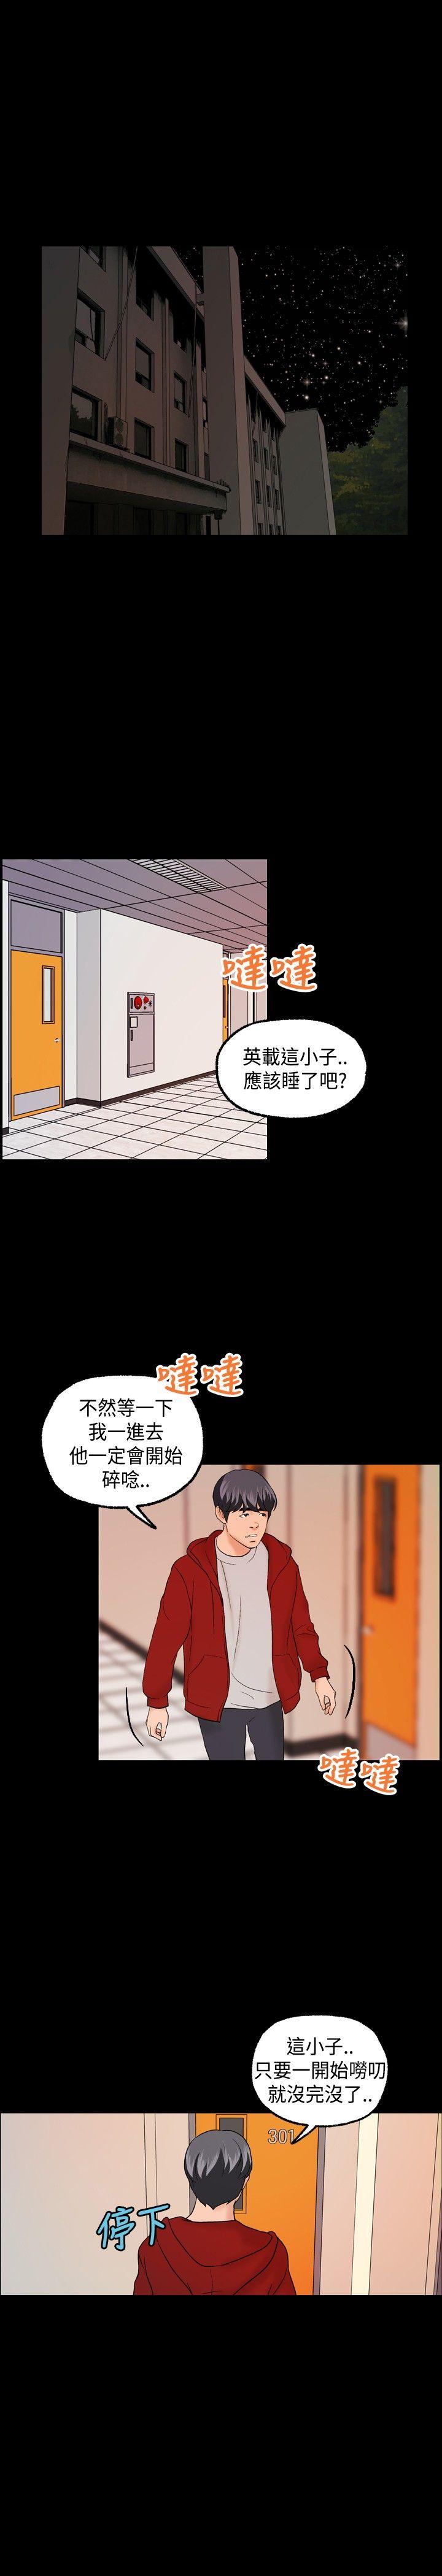 噠噠
英載這小子..
應該睡了吧?
噠噠
不然等一下
我一進去
他一定會開始
碎唸..
噠噠
這小子..
只要一開始嘮叨
就沒完沒了..
301
停下